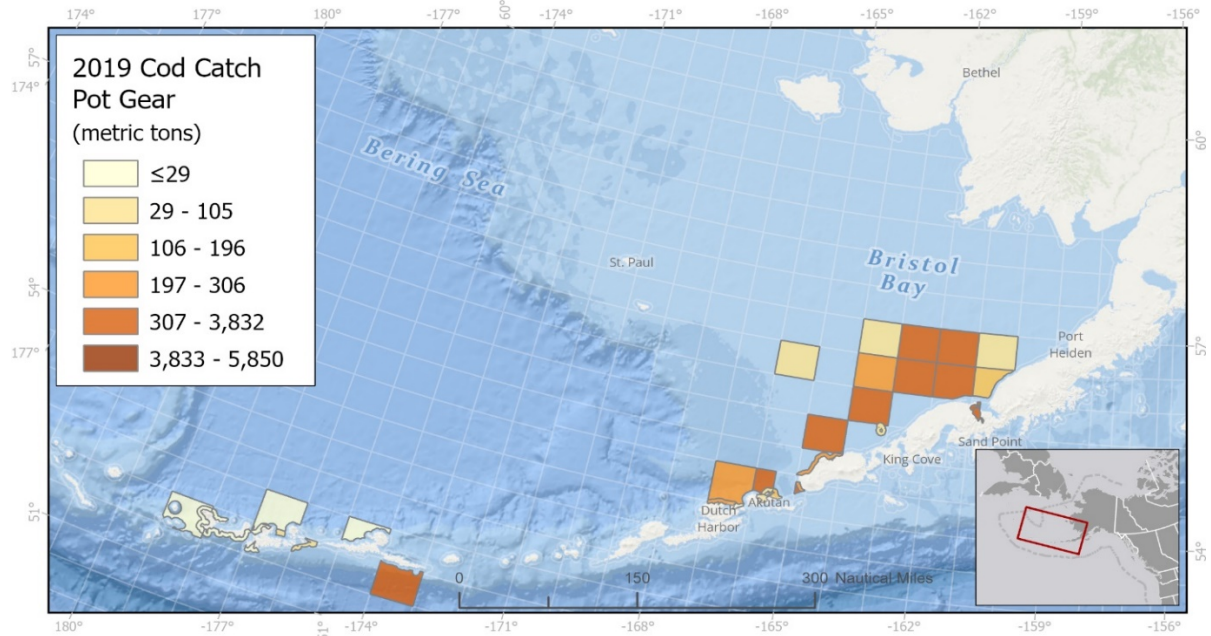 177° 180° -177° -60° -171° -168° -165° -162° -159° -156°
57°
174°
2019 Cod Catch
Pot Gear
(metric tons)
≤29
29 - 105
106 - 196
197 - 306
307 - 3,832
3,833 - 5,850
Bethel
60°
Bering Sea
St. Paul
Bristol
Bay
54°
Port
Heiden
57°
177°
Sand Point
King Cove
51°
Dutch
Harbor
Akutan
54°
0 150 300 Nautical Miles
180° -177° 51° -174° -171° -168° -165° -162° -159° -156°